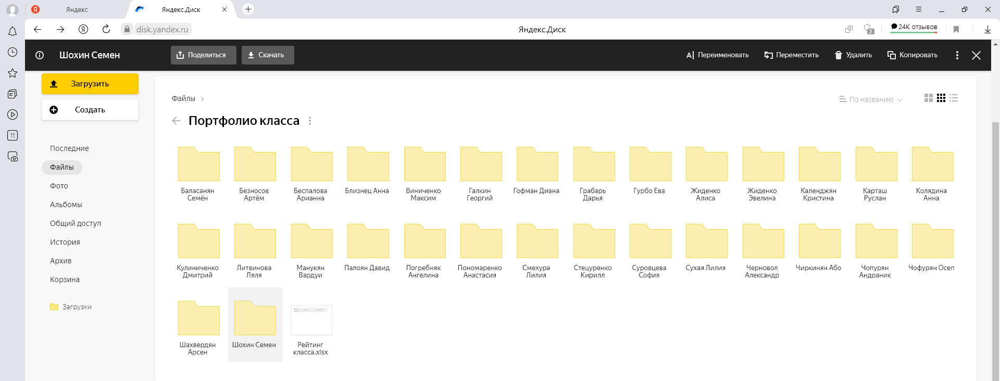 Яндекс
Яндекс.Диск
disk.yandex.ru
Яндекс.Диск
2
24К отзывов
11
Шохин Семен
Поделиться
Скачать
Переименовать
Переместить
Удалить
Копировать
Загрузить
Создать
Последние
Файлы
Фото
Альбомы
Общий доступ
История
Архив
Корзина
Загрузки
Файлы
По названию
Портфолио класса
Баласанян
Семён
Безносов
Артём
Беспалова
Арианна
Близнец Анна
Виниченко
Максим
Галкин
Георгий
Гофман Диана
Грабарь
Дарья
Гурбо Ева
Жиденко
Алиса
Жиденко
Эвелина
Календжян
Кристина
Карташ
Руслан
Колядина
Анна
Кулиниченко
Дмитрий
Литвинова
Ляля
Манукян
Вардуи
Палоян Давид
Погребняк
Ангелина
Пономаренко
Анастасия
Смехура
Лилия
Стецуренко
Кирилл
Суровцева
София
Сухая Лилия
Черновол
Александр
Чиркинян Або
Чопурян
Андраник
Чофурян Осеп
Шахвердян
Арсен
Шохин Семен
Рейтинг
класса.xlsx